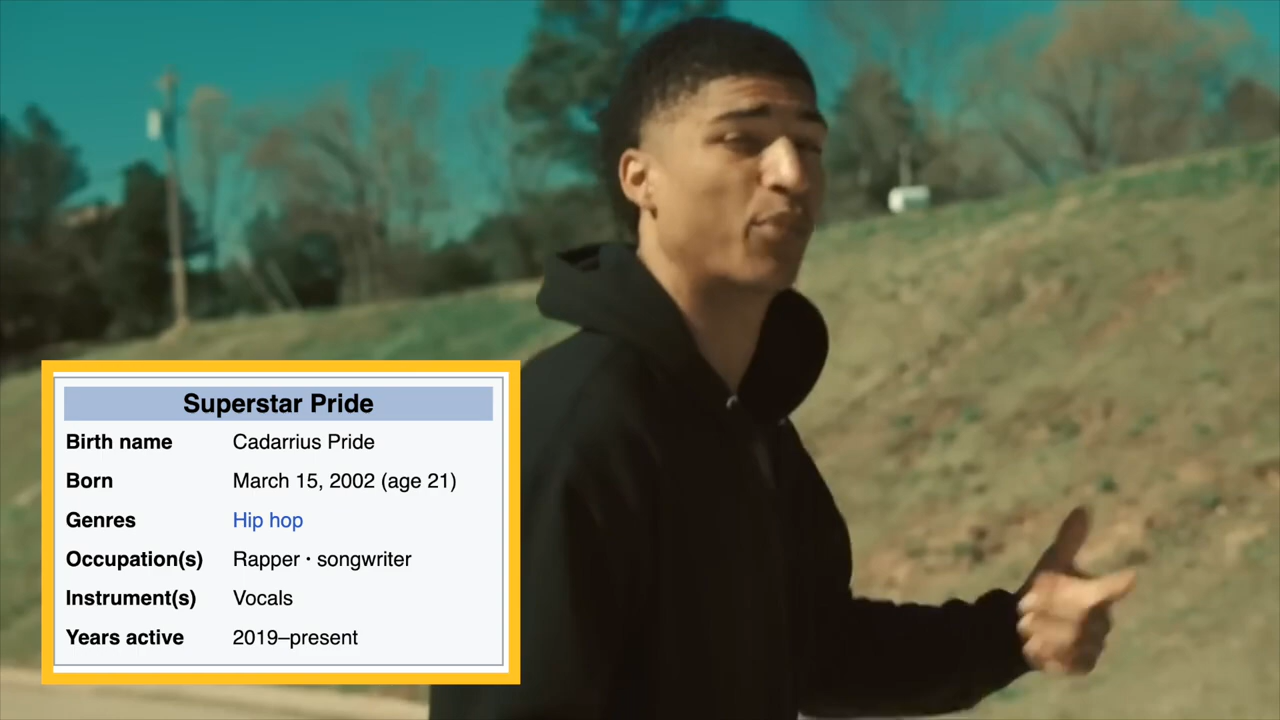 Superstar Pride
Birth name Cadarrius Pride
Born March 15, 2002 (age 21)
Genres Hip hop
Occupation(s) Rapper · songwriter
Instrument(s) Vocals
Years active 2019–present